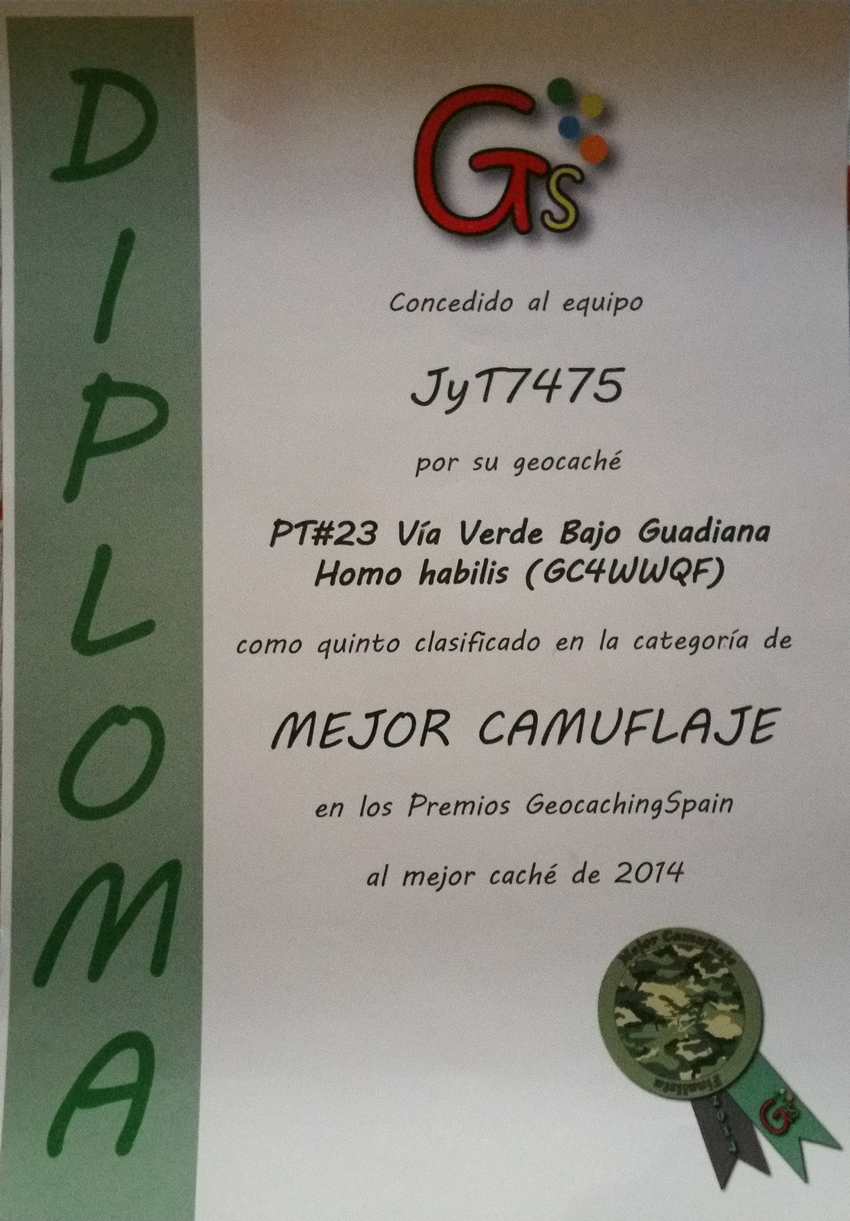 DIPLOMA
Gs
Concedido al equipo
JyT7475
por su geocaché
PT#23 Vía Verde Bajo Guadiana
Homo habilis (GC4WWQF)
como quinto clasificado en la categoría de
MEJOR CAMUFLAJE
en los Premios GeocachingSpain
al mejor caché de 2014
Mejor Camuflaje
Finalista
Gs